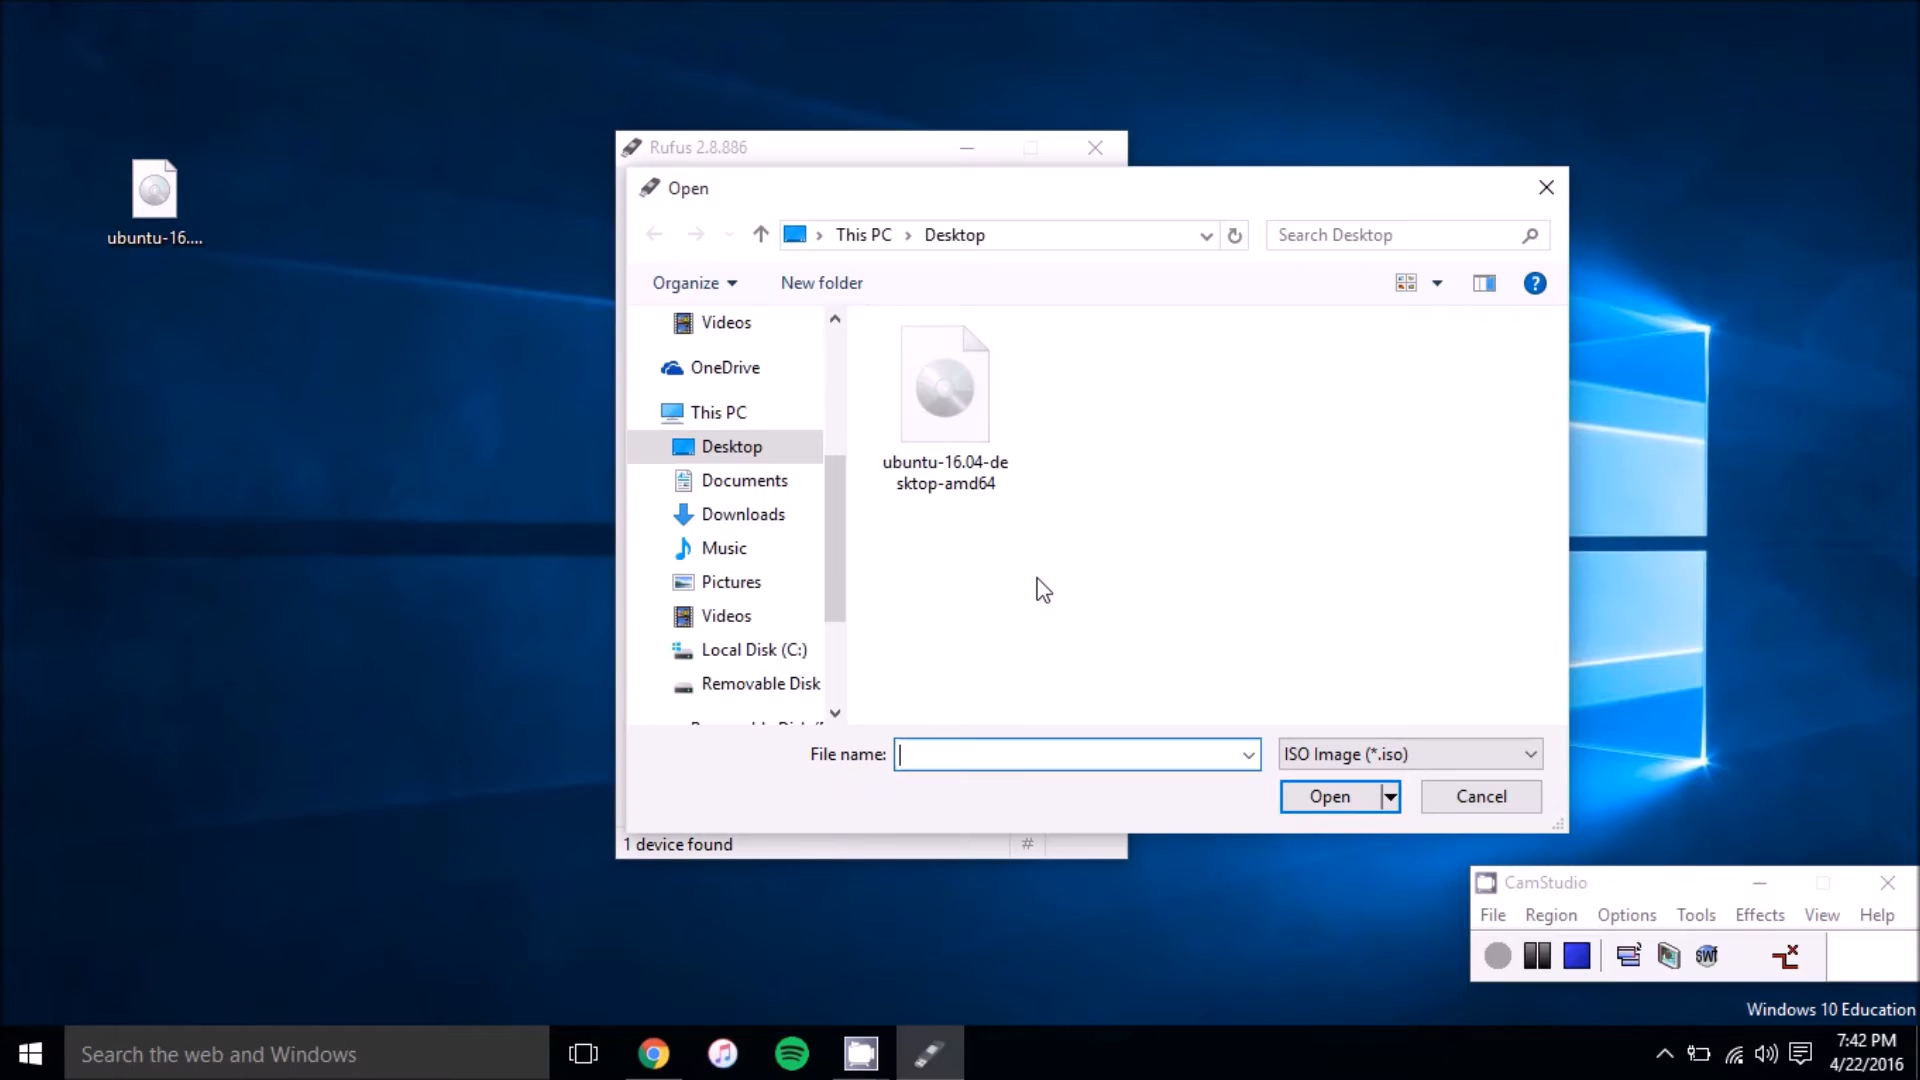 ubuntu-16....
Rufus 2.8.886
Open
This PC
Desktop
Search Desktop
Organize
New folder
Videos
OneDrive
This PC
Desktop
Documents
Downloads
Music
Pictures
Videos
Local Disk (C:)
Removable Disk
ubuntu-16.04-de
sktop-amd64
File name:
ISO Image (*.iso)
Open
Cancel
1 device found
#
CamStudio
File Region Options Tools Effects View Help
swf
Windows 10 Education
Search the web and Windows
7:42 PM
4/22/2016